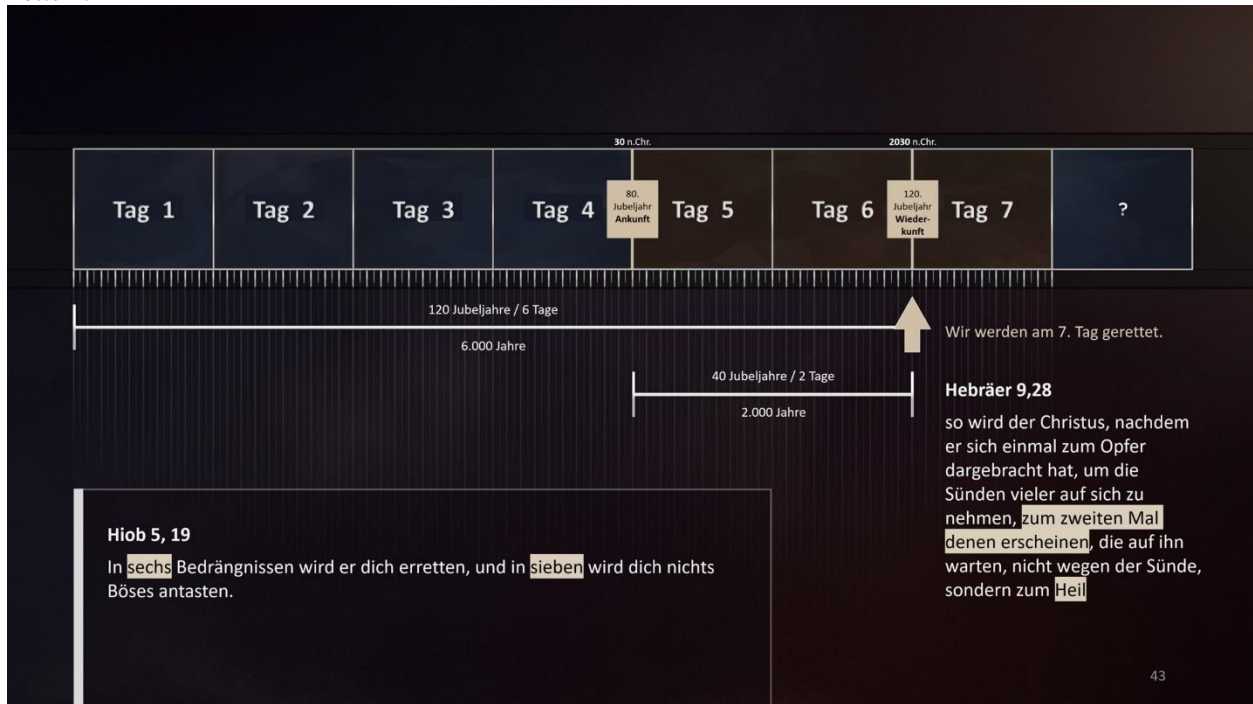 30 n.Chr.
2030 n.Chr.
Tag 1
Tag 2
Tag 3
Tag 4
80.
Jubeljahr
Ankunft
Tag 5
Tag 6
120.
Jubeljahr
Wieder-
kunft
Tag 7
?
120 Jubeljahre / 6 Tage
6.000 Jahre
Wir werden am 7. Tag gerettet.
40 Jubeljahre / 2 Tage
2.000 Jahre
Hebräer 9,28
so wird der Christus, nachdem
er sich einmal zum Opfer
dargebracht hat, um die
Sünden vieler auf sich zu
nehmen, zum zweiten Mal
denen erscheinen, die auf ihn
warten, nicht wegen der Sünde,
sondern zum Heil
Hiob 5, 19
In sechs Bedrängnissen wird er dich erretten, und in sieben wird dich nichts
Böses antasten.
43